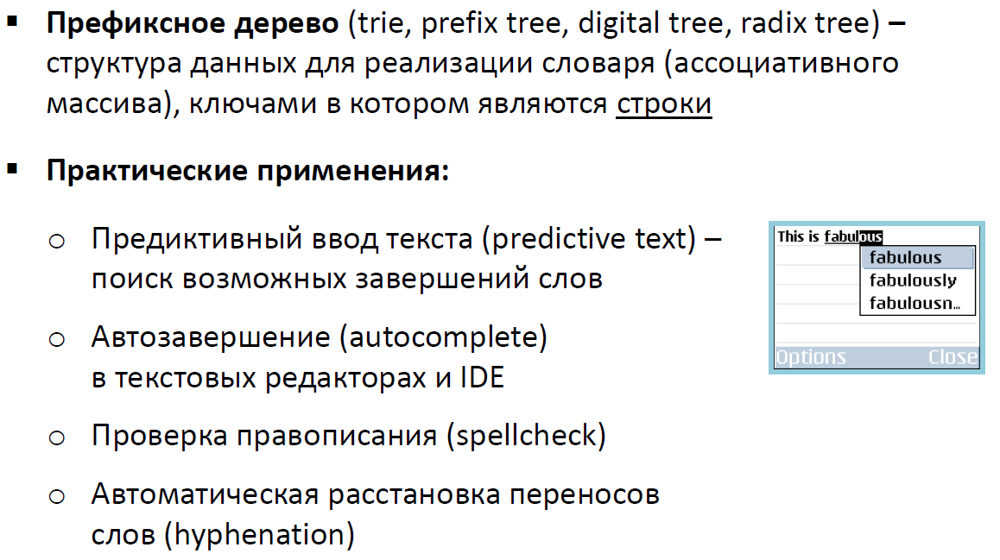 ▪ Префиксное дерево (trie, prefix tree, digital tree, radix tree) –
структура данных для реализации словаря (ассоциативного
массива), ключами в котором являются строки
▪ Практические применения:
o Предиктивный ввод текста (predictive text) –
поиск возможных завершений слов
This is fabulous
fabulous
fabulously
fabulousn...
Options Close
o Автозавершение (autocomplete)
в текстовых редакторах и IDE
o Проверка правописания (spellcheck)
o Автоматическая расстановка переносов
слов (hyphenation)